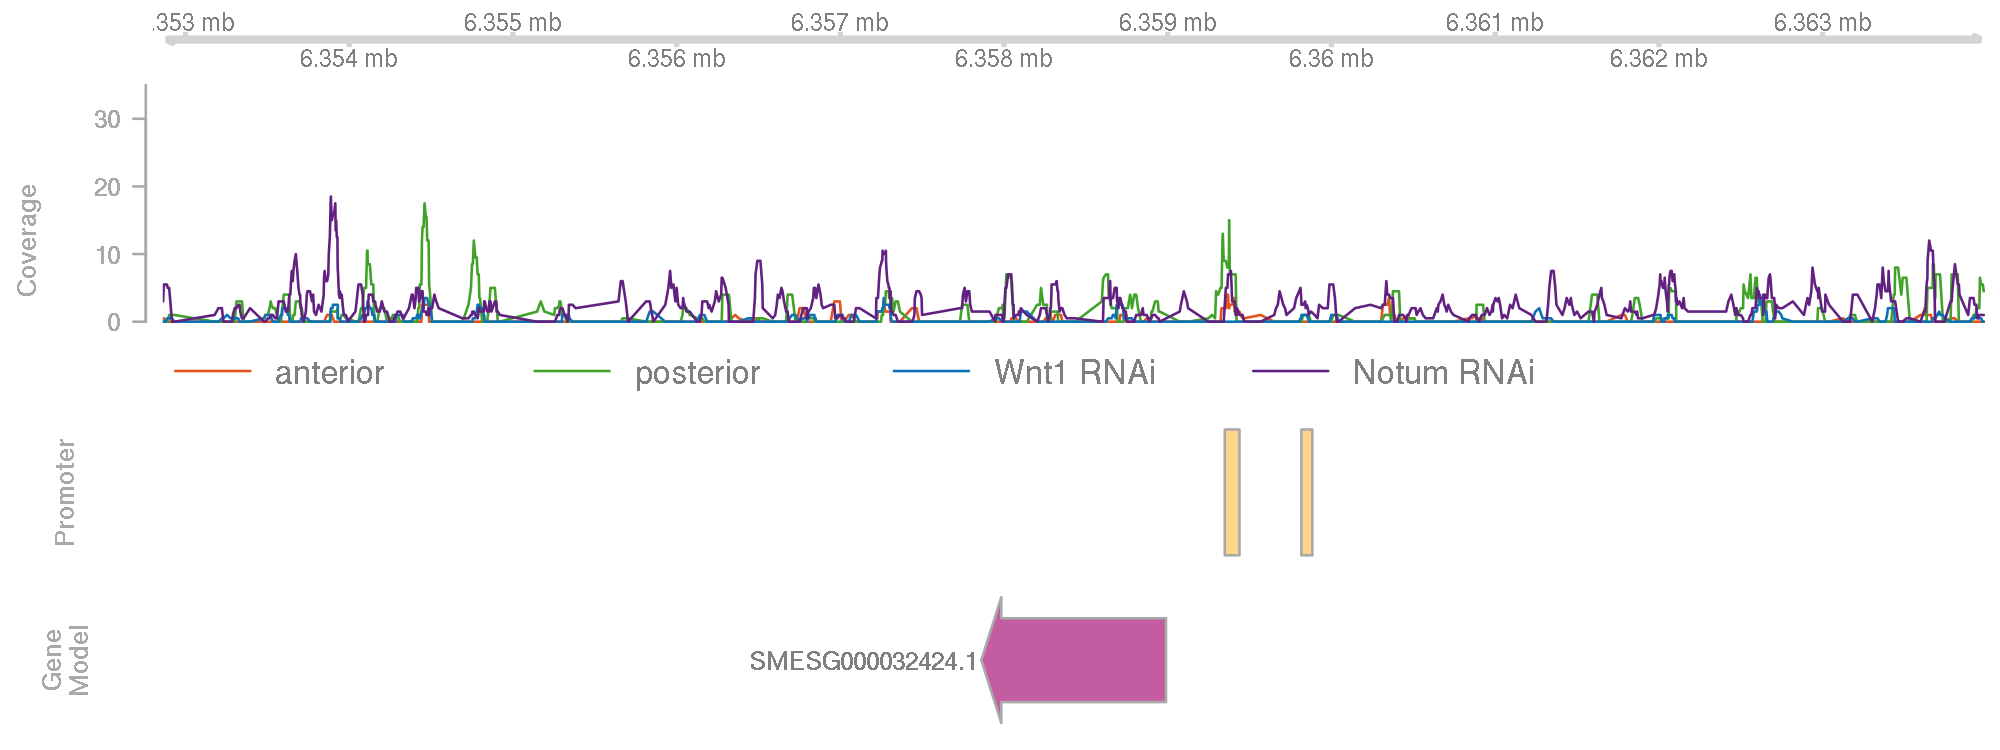 .353 mb 6.355 mb 6.357 mb 6.359 mb 6.361 mb 6.363 mb
6.354 mb 6.356 mb 6.358 mb 6.36 mb 6.362 mb
30
20
10
0
Coverage
anterior posterior Wnt1 RNAi Notum RNAi
Promoter
Gene
Model
SMESG000032424.1